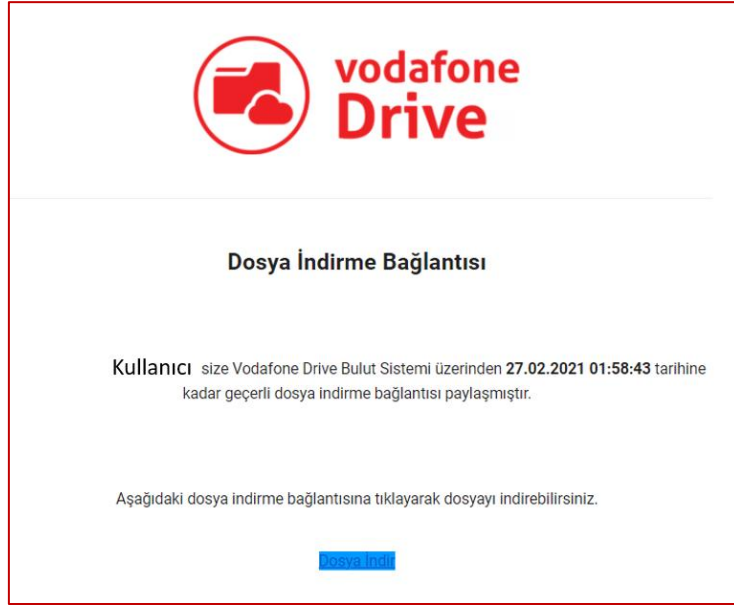 vodafone
Drive
Dosya İndirme Bağlantısı
Kullanıcı size Vodafone Drive Bulut Sistemi üzerinden 27.02.2021 01:58:43 tarihine
kadar geçerli dosya indirme bağlantısı paylaşmıştır.
Aşağıdaki dosya indirme bağlantısına tıklayarak dosyayı indirebilirsiniz.
Dosya İndir